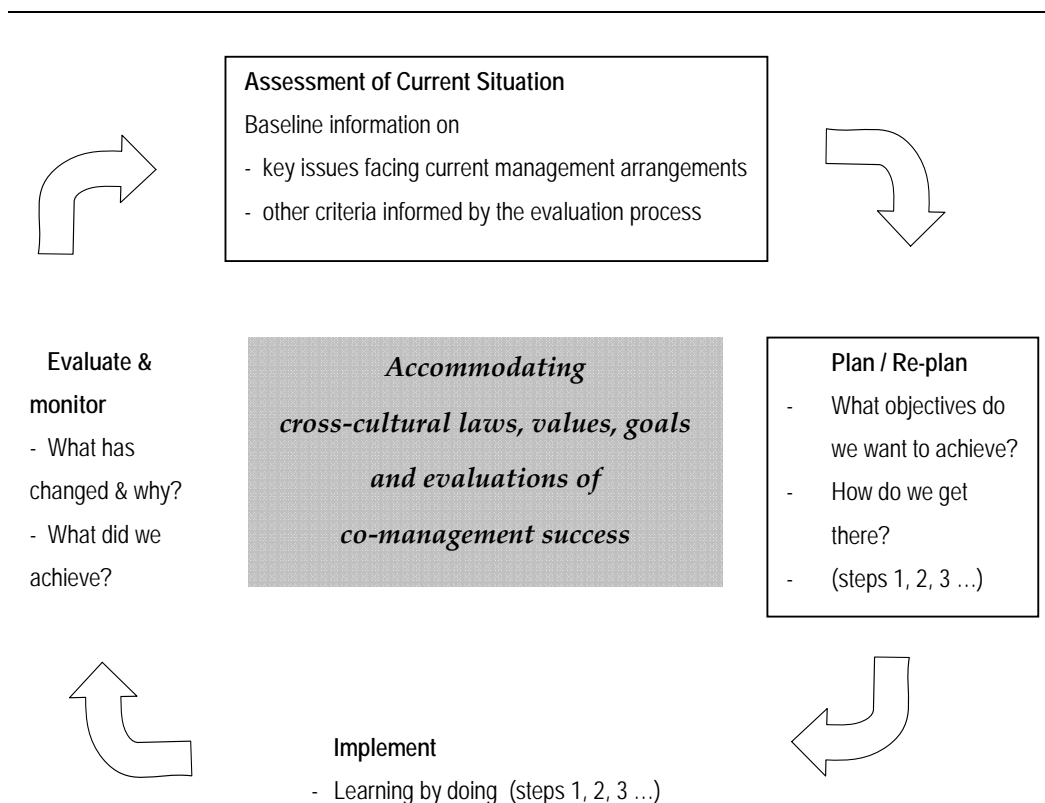 Assessment of Current Situation
Baseline information on
- key issues facing current management arrangements
- other criteria informed by the evaluation process
Evaluate &
monitor
- What has
changed & why?
- What did we
achieve?
Accommodating
cross-cultural laws, values, goals
and evaluations of
co-management success
Plan / Re-plan
- What objectives do
we want to achieve?
- How do we get
there?
- (steps 1, 2, 3 …)
Implement
- Learning by doing (steps 1, 2, 3 …)